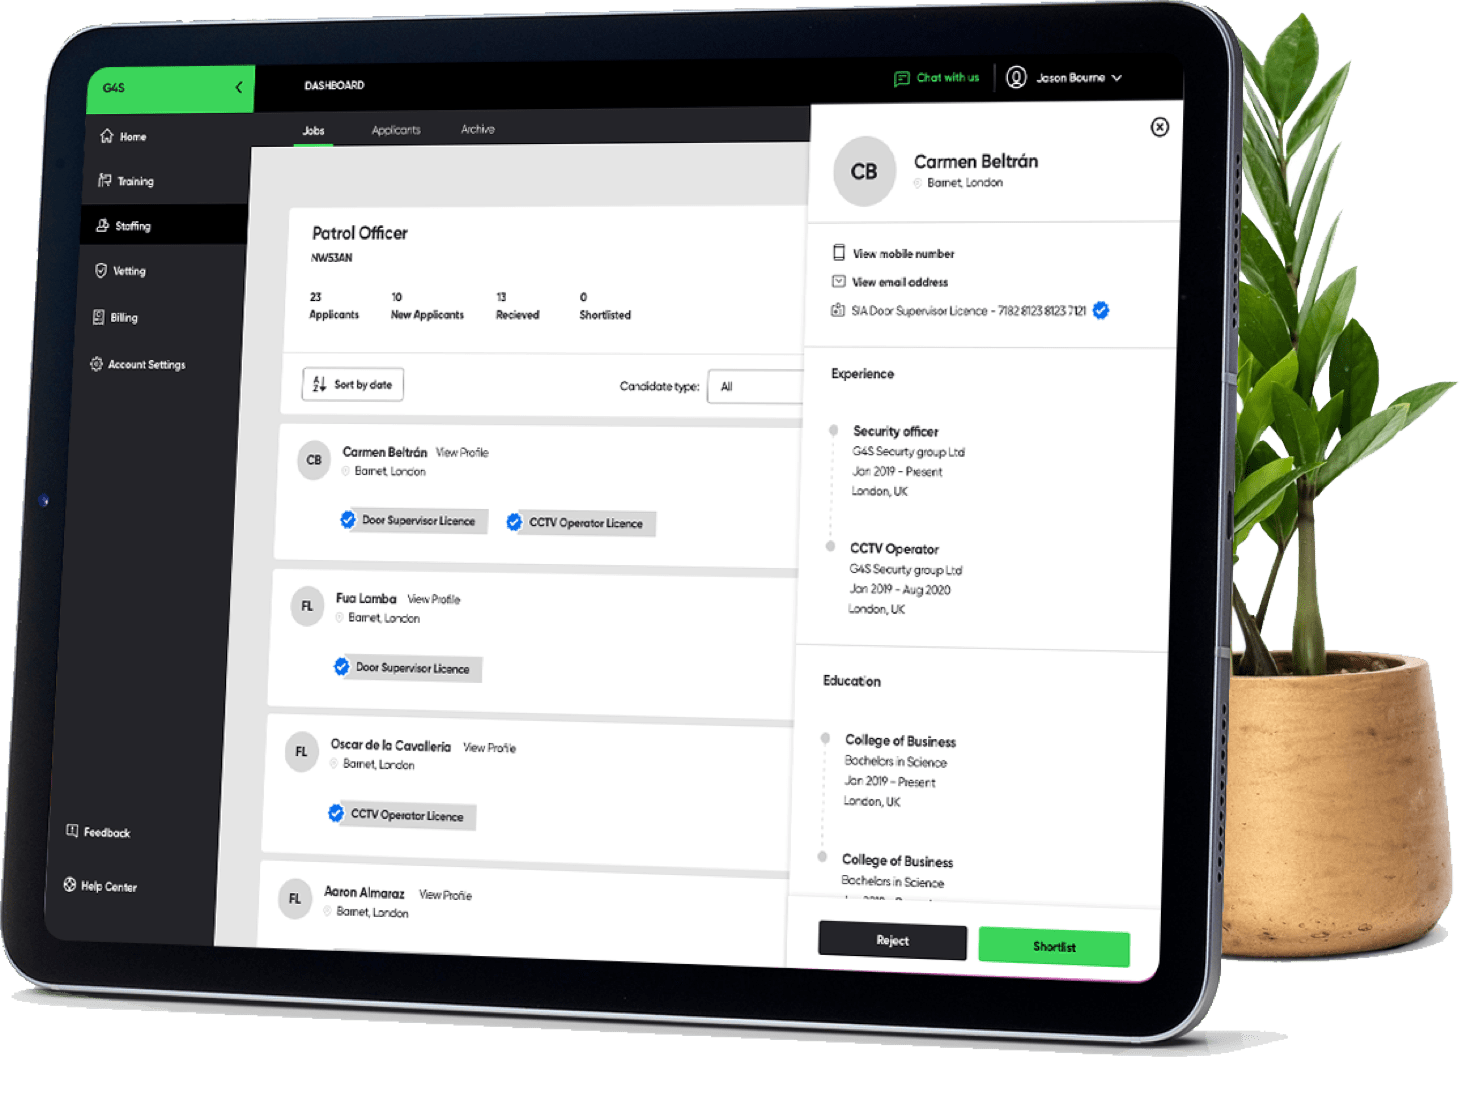 G4S
DASHBOARD
Chat with us
Jason Bourne
Home
Training
Staffing
Vetting
Billing
Account Settings
Feedback
Help Center
Jobs
Applicants
Archive
Patrol Officer
NW53AN
23
Applicants
10
New Applicants
13
Recieved
0
Shortlisted
Sort by date
Candidate type:
All
CB
Carmen Beltrán View Profile
Barnet, London
Door Supervisor Licence
CCTV Operator Licence
FL
Fua Lamba View Profile
Barnet, London
Door Supervisor Licence
FL
Oscar de la Cavalleria View Profile
Barnet, London
CCTV Operator Licence
FL
Aaron Almaraz View Profile
Barnet, London
CB
Carmen Beltrán
Barnet, London
View mobile number
View email address
SIA Door Supervisor Licence - 7182 8123 8123 7121
Experience
Security officer
G4S Securty group Ltd
Jan 2019 - Present
London, UK
CCTV Operator
G4S Securty group Ltd
Jan 2019 - Aug 2020
London, UK
Education
College of Business
Bachelors in Science
Jan 2019 - Present
London, UK
College of Business
Bachelors in Science
Reject
Shortlist